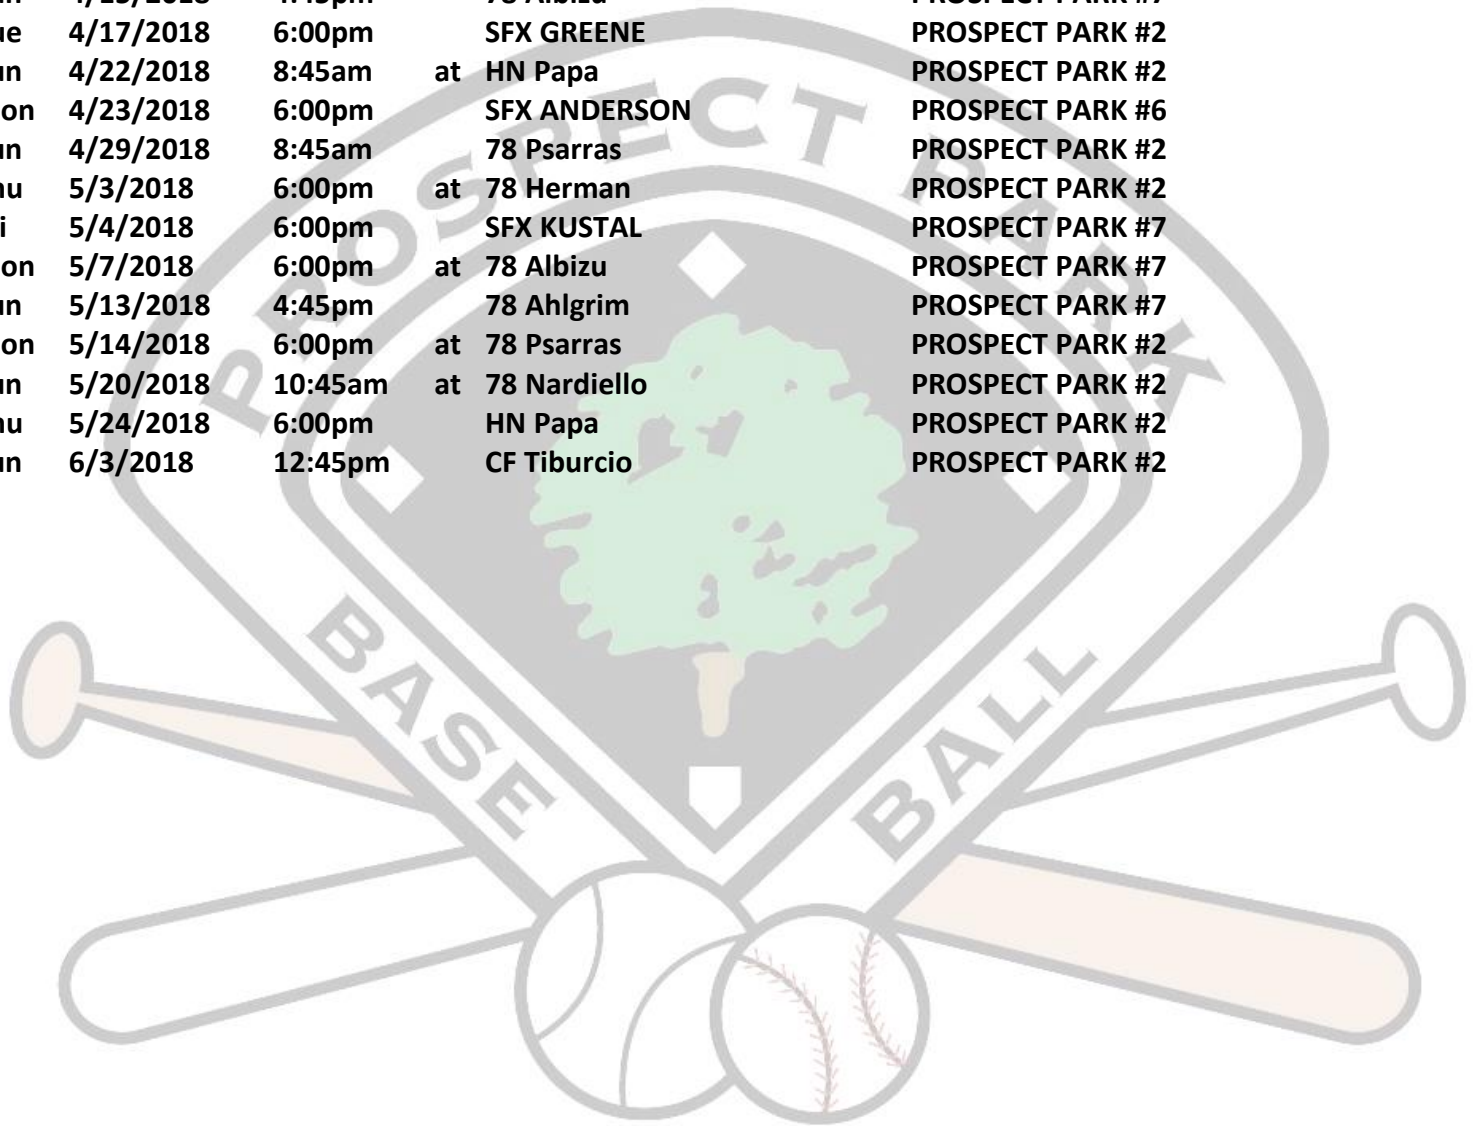 ue 4/17/2018 6:00pm SFX GREENE PROSPECT PARK #2
un 4/22/2018 8:45am at HN Papa PROSPECT PARK #2
on 4/23/2018 6:00pm SFX ANDERSON PROSPECT PARK #6
un 4/29/2018 8:45am 78 Psarras PROSPECT PARK #2
hu 5/3/2018 6:00pm at 78 Herman PROSPECT PARK #2
i 5/4/2018 6:00pm SFX KUSTAL PROSPECT PARK #7
on 5/7/2018 6:00pm at 78 Albizu PROSPECT PARK #7
un 5/13/2018 4:45pm 78 Ahlgrim PROSPECT PARK #7
on 5/14/2018 6:00pm at 78 Psarras PROSPECT PARK #2
un 5/20/2018 10:45am at 78 Nardiello PROSPECT PARK #2
hu 5/24/2018 6:00pm HN Papa PROSPECT PARK #2
un 6/3/2018 12:45pm CF Tiburcio PROSPECT PARK #2
PROSPECT PARK
BASE BALL